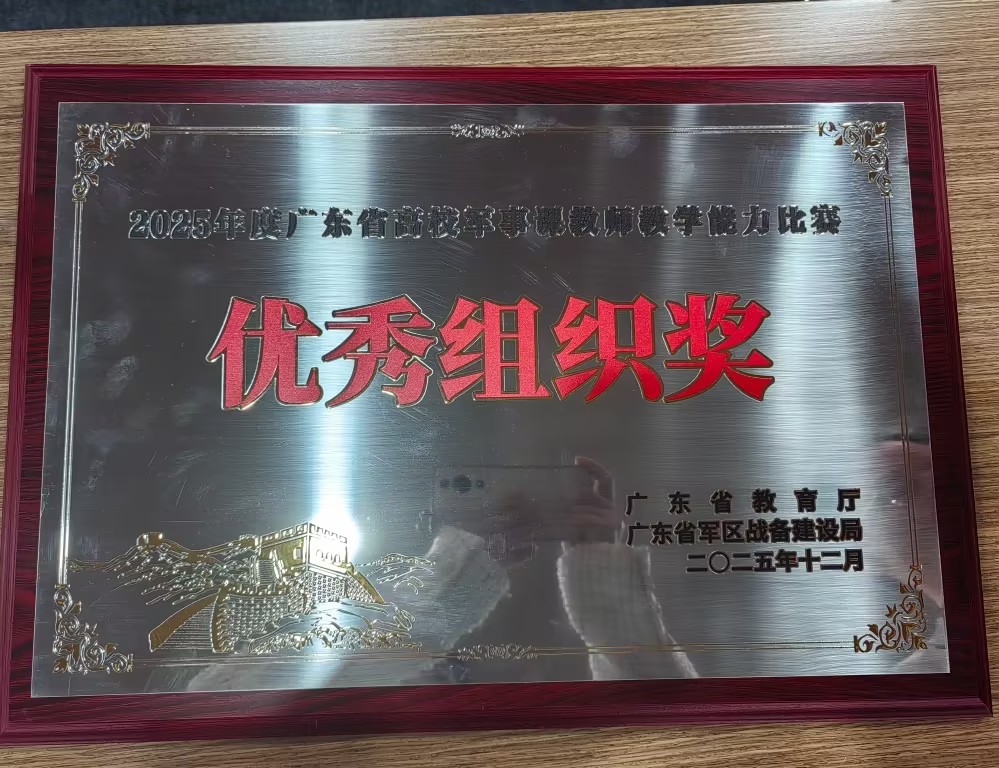 2025年度广东省高校军事课教师教学能力比赛
优秀组织奖
广东省教育厅
广东省军区战备建设局
二〇二五年十二月